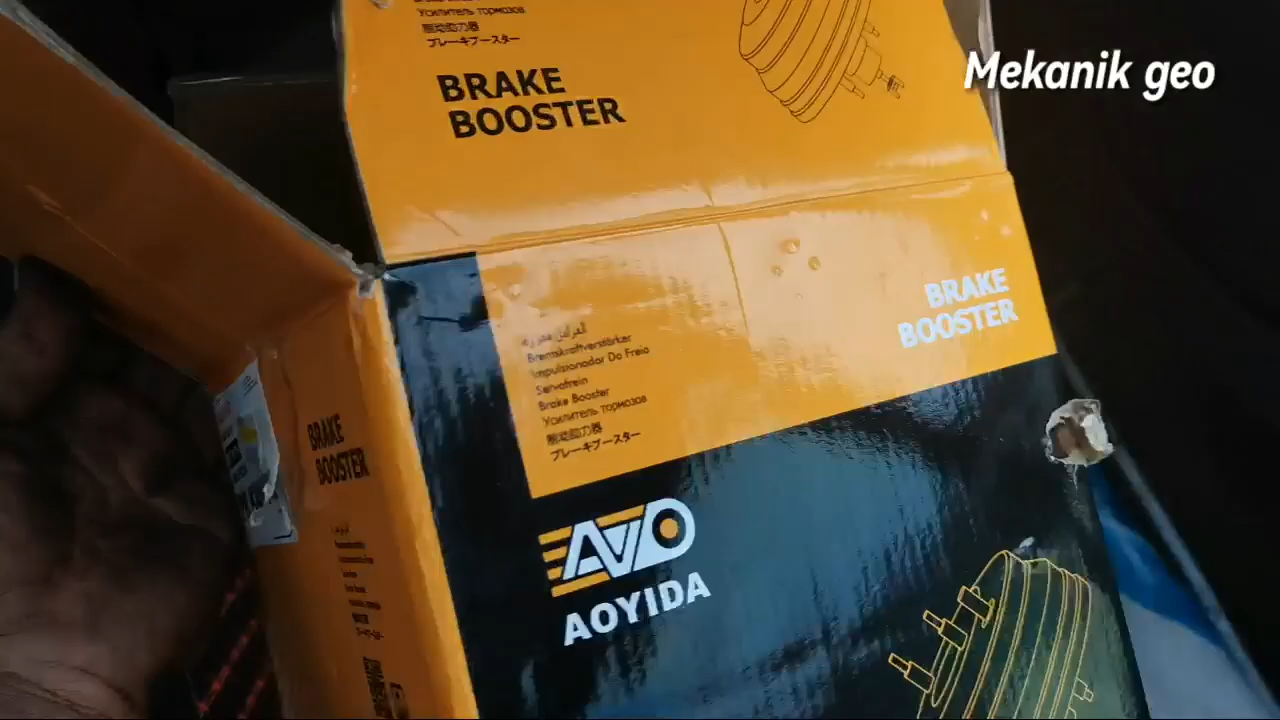 Усилитель тормозов
制动助力器
ブレーキブースター
BRAKE
BOOSTER
Mekanik geo
BRAKE
BOOSTER
Bremskraftverstärker
Impulsionador Do Freio
Servofrein
Brake Booster
Усилитель тормозов
制动助力器
ブレーキブースター
BRAKE
BOOSTER
AOYIDA